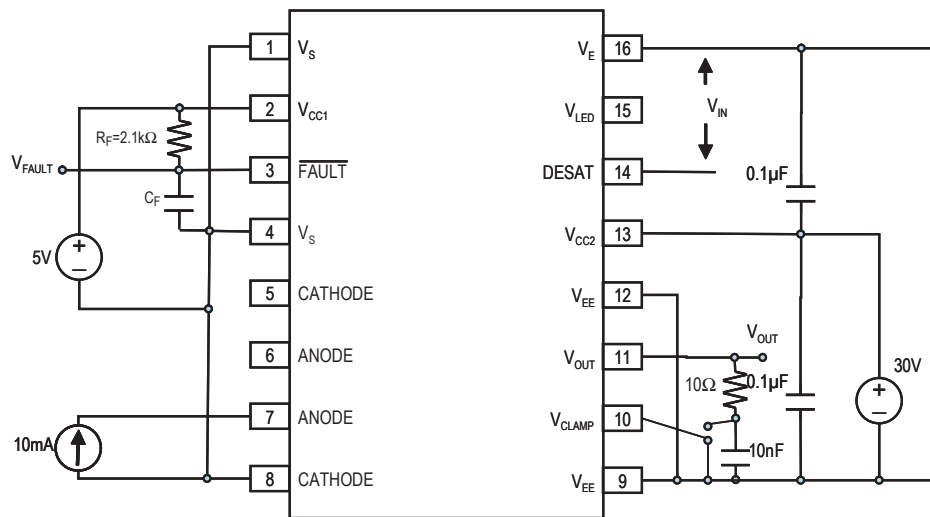 1 V_S
V_E 16
2 V_CC1
V_LED 15
V_IN
R_F=2.1kΩ
V_FAULT
3 FAULT
DESAT 14
0.1µF
C_F
4 V_S
V_CC2 13
5V
+
–
5 CATHODE
V_EE 12
6 ANODE
V_OUT 11
V_OUT
10Ω
0.1µF
30V
+
–
7 ANODE
V_CLAMP 10
10mA
10nF
8 CATHODE
V_EE 9